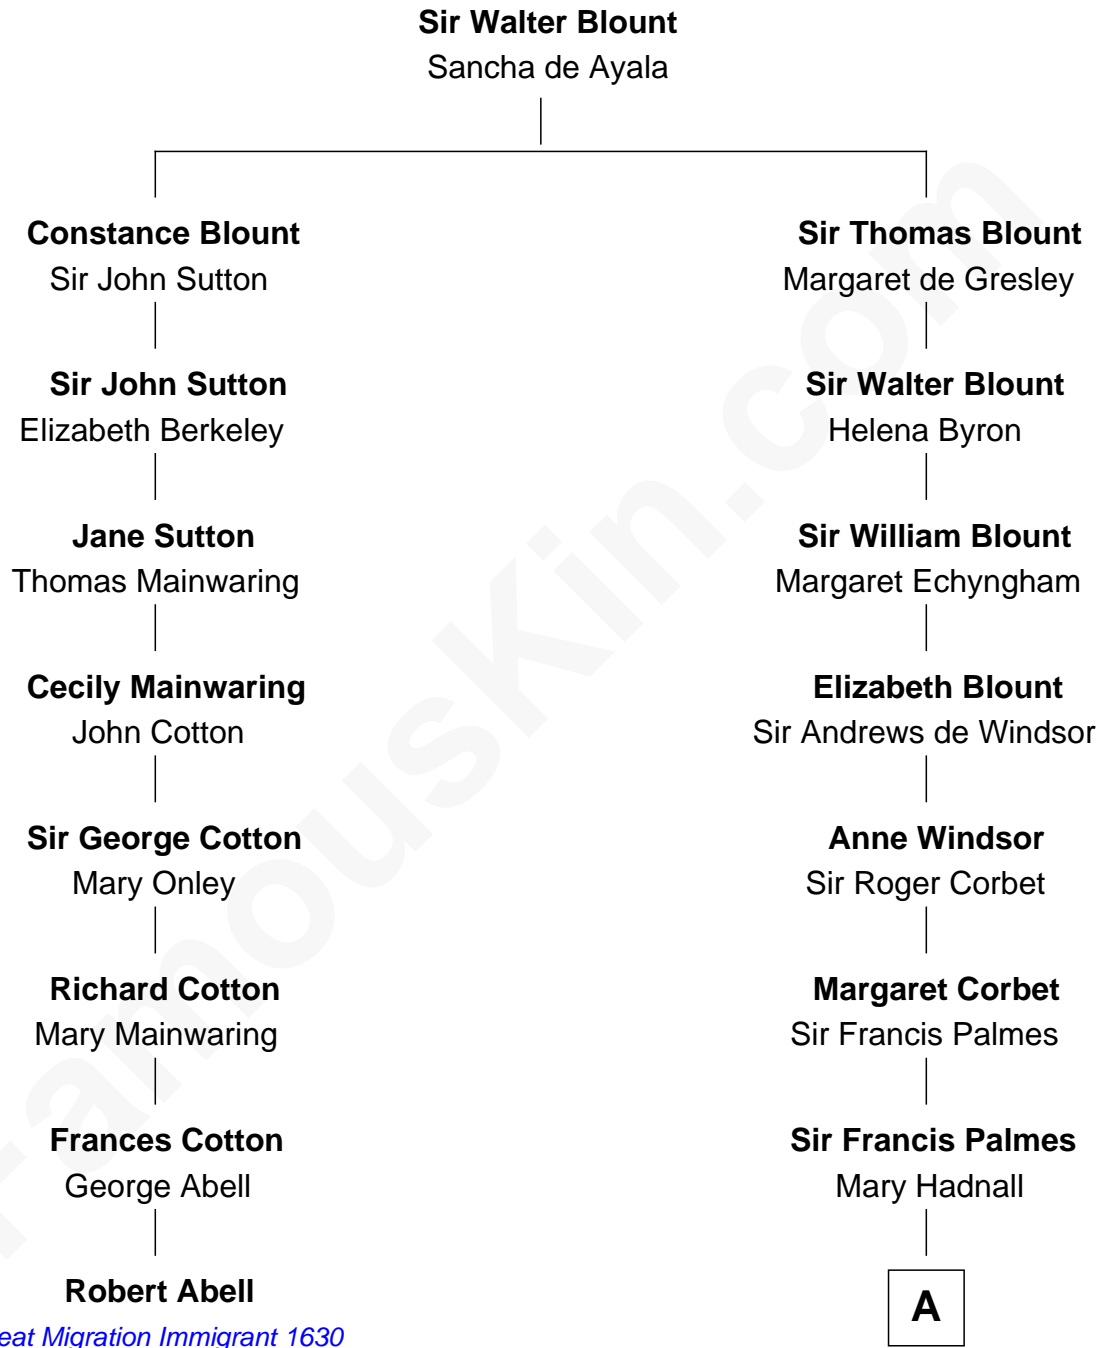 Sir Walter Blount
Sancha de Ayala
Constance Blount
Sir John Sutton
Sir Thomas Blount
Margaret de Gresley
Sir John Sutton
Elizabeth Berkeley
Sir Walter Blount
Helena Byron
Jane Sutton
Thomas Mainwaring
Sir William Blount
Margaret Echyngham
Cecily Mainwaring
John Cotton
Elizabeth Blount
Sir Andrews de Windsor
Sir George Cotton
Mary Onley
Anne Windsor
Sir Roger Corbet
Richard Cotton
Mary Mainwaring
Margaret Corbet
Sir Francis Palmes
Frances Cotton
George Abell
Sir Francis Palmes
Mary Hadnall
Robert Abell
eat Migration Immigrant 1630
A
FamousKin.com